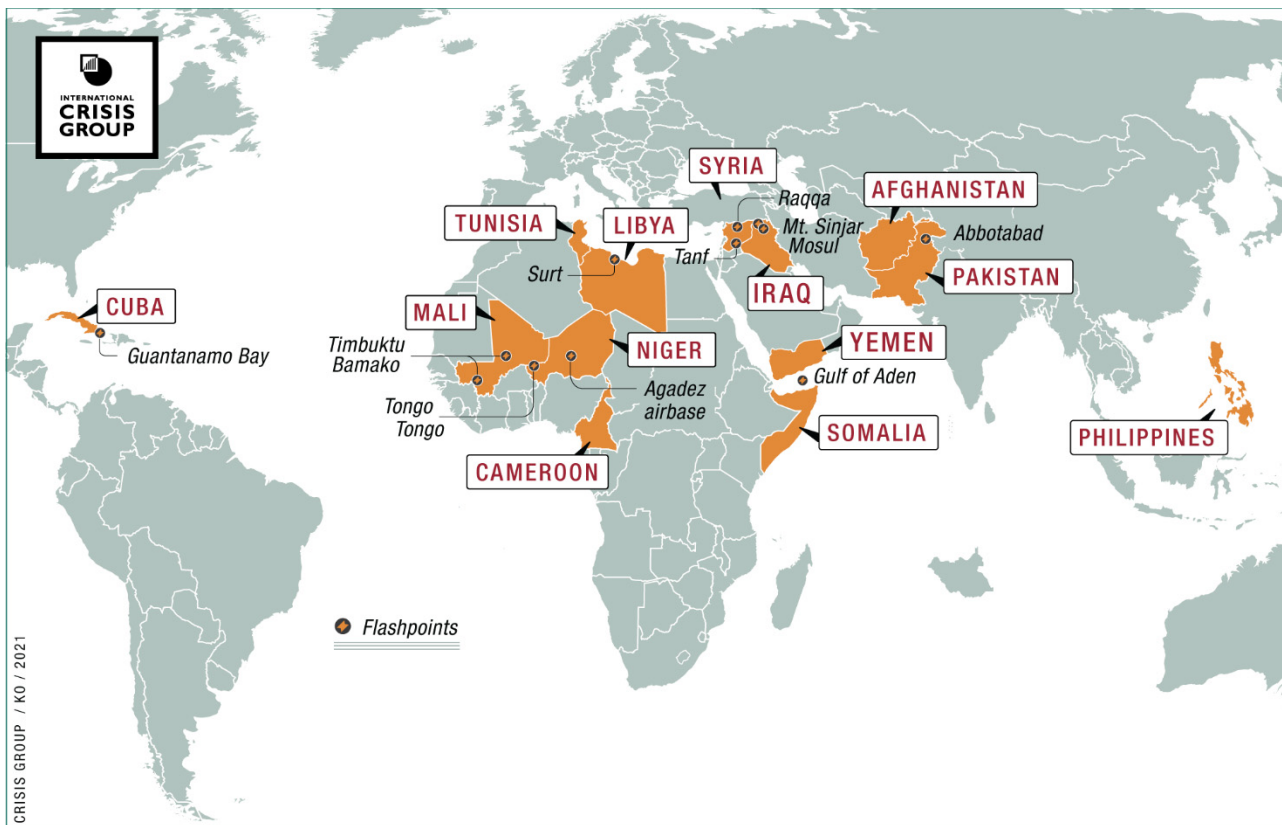 INTERNATIONAL
CRISIS
GROUP
SYRIA
Raqqa
AFGHANISTAN
TUNISIA
LIBYA
Mt. Sinjar
Mosul
Abbotabad
Surt
Tanf
PAKISTAN
CUBA
IRAQ
MALI
Guantanamo Bay
Timbuktu
Bamako
NIGER
YEMEN
Gulf of Aden
Agadez
airbase
Tongo
Tongo
SOMALIA
PHILIPPINES
CAMEROON
Flashpoints
CRISIS GROUP / KO / 2021